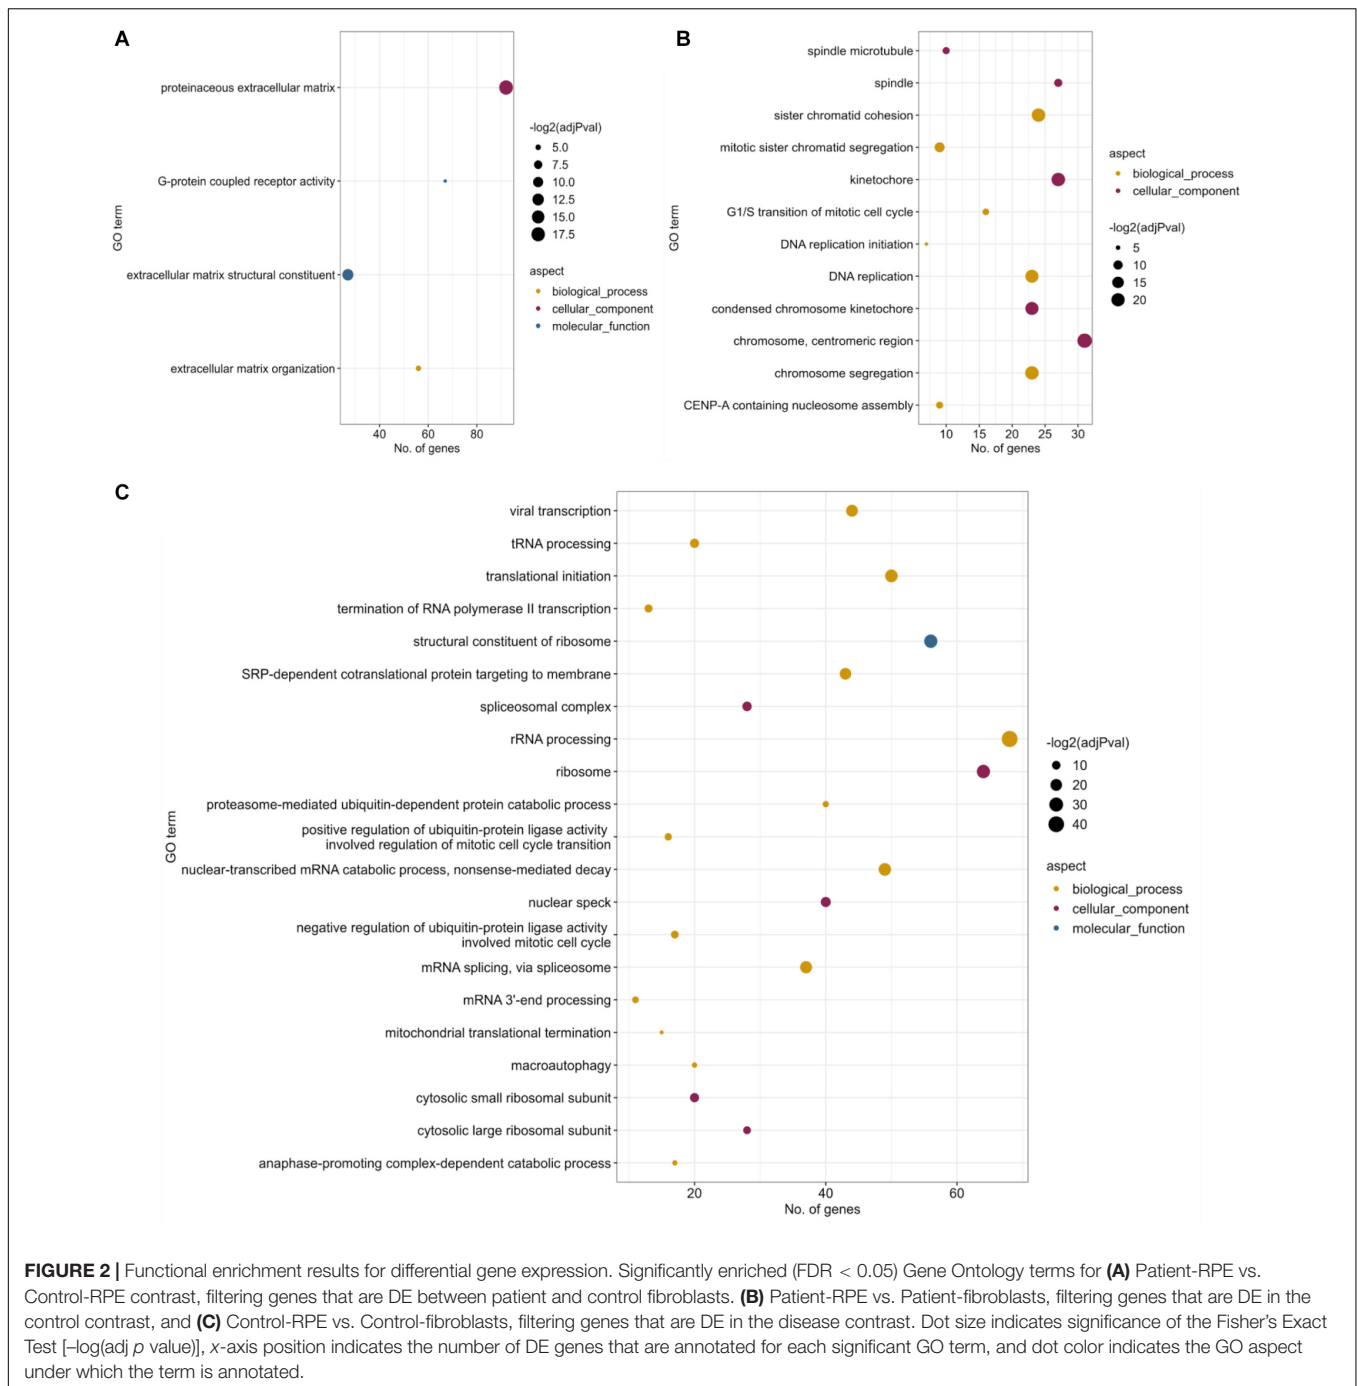 A
proteinaceous extracellular matrix
G-protein coupled receptor activity
extracellular matrix structural constituent
extracellular matrix organization
GO term
40 60 80
No. of genes
-log2(adjPval)
5.0
7.5
10.0
12.5
15.0
17.5
aspect
biological_process
cellular_component
molecular_function
B
spindle microtubule
spindle
sister chromatid cohesion
mitotic sister chromatid segregation
kinetochore
G1/S transition of mitotic cell cycle
DNA replication initiation
DNA replication
condensed chromosome kinetochore
chromosome, centromeric region
chromosome segregation
CENP-A containing nucleosome assembly
GO term
10 15 20 25 30
No. of genes
aspect
biological_process
cellular_component
-log2(adjPval)
5
10
15
20
C
viral transcription
tRNA processing
translational initiation
termination of RNA polymerase II transcription
structural constituent of ribosome
SRP-dependent cotranslational protein targeting to membrane
spliceosomal complex
rRNA processing
ribosome
proteasome-mediated ubiquitin-dependent protein catabolic process
positive regulation of ubiquitin-protein ligase activity
involved regulation of mitotic cell cycle transition
nuclear-transcribed mRNA catabolic process, nonsense-mediated decay
nuclear speck
negative regulation of ubiquitin-protein ligase activity
involved mitotic cell cycle
mRNA splicing, via spliceosome
mRNA 3'-end processing
mitochondrial translational termination
macroautophagy
cytosolic small ribosomal subunit
cytosolic large ribosomal subunit
anaphase-promoting complex-dependent catabolic process
GO term
20 40 60
No. of genes
-log2(adjPval)
10
20
30
40
aspect
biological_process
cellular_component
molecular_function
FIGURE 2 | Functional enrichment results for differential gene expression. Significantly enriched (FDR < 0.05) Gene Ontology terms for (A) Patient-RPE vs.
Control-RPE contrast, filtering genes that are DE between patient and control fibroblasts. (B) Patient-RPE vs. Patient-fibroblasts, filtering genes that are DE in the
control contrast, and (C) Control-RPE vs. Control-fibroblasts, filtering genes that are DE in the disease contrast. Dot size indicates significance of the Fisher's Exact
Test [–log(adj p value)], x-axis position indicates the number of DE genes that are annotated for each significant GO term, and dot color indicates the GO aspect
under which the term is annotated.